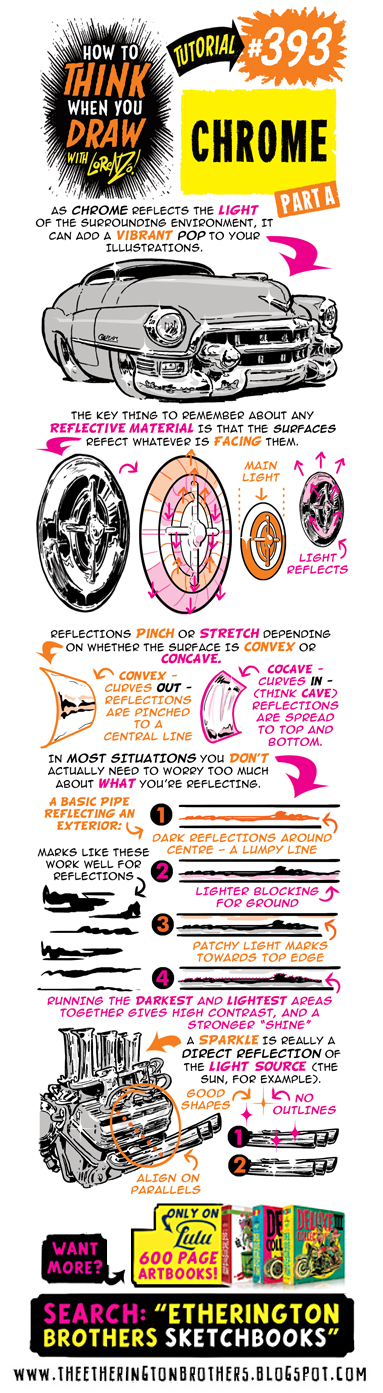 HOW TO
THINK
WHEN YOU
DRAW
WITH LORENZO!
TUTORIAL
#393
CHROME
PART A
AS CHROME REFLECTS THE LIGHT
OF THE SURROUNDING ENVIRONMENT, IT
CAN ADD A VIBRANT POP TO YOUR
ILLUSTRATIONS.
THE KEY THING TO REMEMBER ABOUT ANY
REFLECTIVE MATERIAL IS THAT THE SURFACES
REFECT WHATEVER IS FACING THEM.
MAIN
LIGHT
LIGHT
REFLECTS
REFLECTIONS PINCH OR STRETCH DEPENDING
ON WHETHER THE SURFACE IS CONVEX OR
CONCAVE.
CONVEX -
CURVES OUT -
REFLECTIONS
ARE PINCHED
TO A
CENTRAL LINE
COCAVE -
CURVES IN -
(THINK CAVE)
REFLECTIONS
ARE SPREAD
TO TOP AND
BOTTOM.
IN MOST SITUATIONS YOU DON'T
ACTUALLY NEED TO WORRY TOO MUCH
ABOUT WHAT YOU'RE REFLECTING.
A BASIC PIPE
REFLECTING AN
EXTERIOR:
1
DARK REFLECTIONS AROUND
CENTRE - A LUMPY LINE
MARKS LIKE THESE
WORK WELL FOR
REFLECTIONS
2
LIGHTER BLOCKING
FOR GROUND
3
PATCHY LIGHT MARKS
TOWARDS TOP EDGE
4
RUNNING THE DARKEST AND LIGHTEST AREAS
TOGETHER GIVES HIGH CONTRAST, AND A
STRONGER "SHINE"
A SPARKLE IS REALLY A
DIRECT REFLECTION OF
THE LIGHT SOURCE (THE
SUN, FOR EXAMPLE).
GOOD
SHAPES
NO
OUTLINES
1
2
ALIGN ON
PARALLELS
WANT
MORE?
ONLY ON
Lulu
600 PAGE
ARTBOOKS!
SEARCH: "ETHERINGTON
BROTHERS SKETCHBOOKS"
WWW.THEETHERINGTONBROTHERS.BLOGSPOT.COM